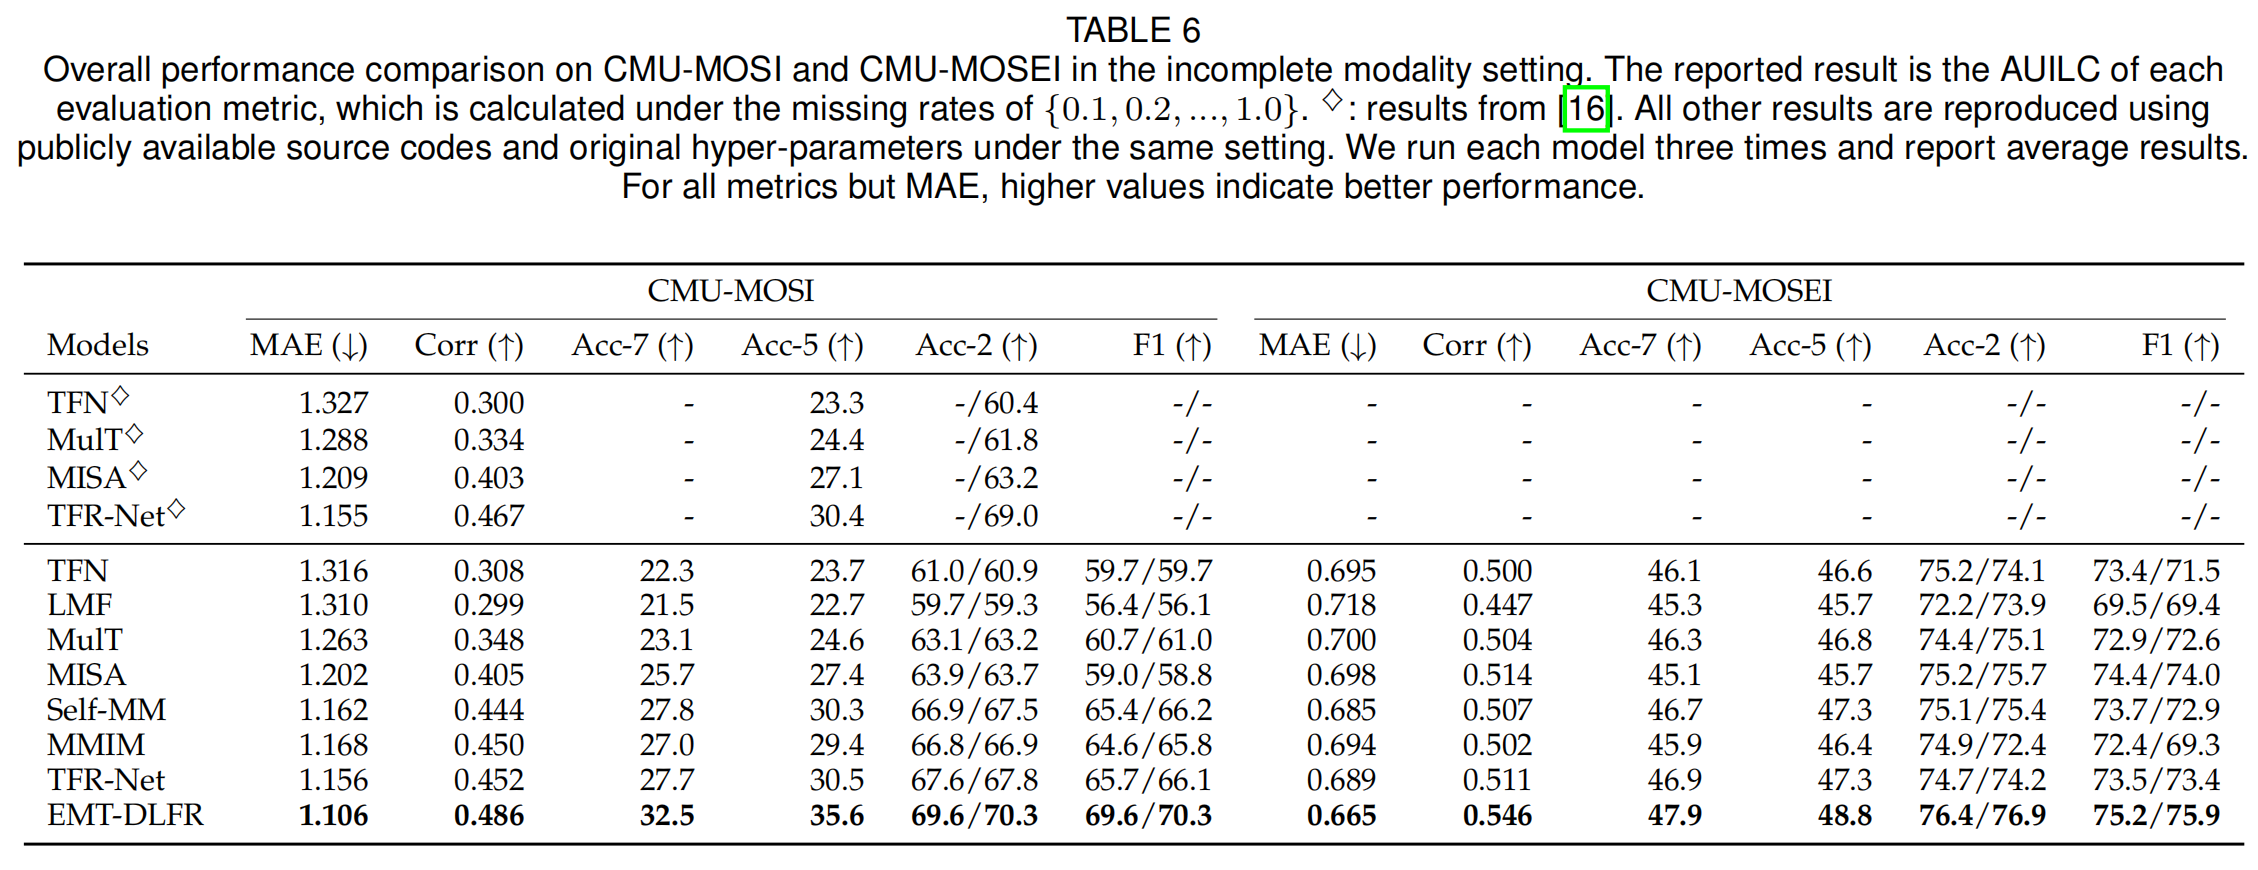 TABLE 6
Overall performance comparison on CMU-MOSI and CMU-MOSEI in the incomplete modality setting. The reported result is the AUILC of each
evaluation metric, which is calculated under the missing rates of {0.1, 0.2, ..., 1.0}. ◇: results from [16]. All other results are reproduced using
publicly available source codes and original hyper-parameters under the same setting. We run each model three times and report average results.
For all metrics but MAE, higher values indicate better performance.
CMU-MOSI CMU-MOSEI
Models MAE (↓) Corr (↑) Acc-7 (↑) Acc-5 (↑) Acc-2 (↑) F1 (↑) MAE (↓) Corr (↑) Acc-7 (↑) Acc-5 (↑) Acc-2 (↑) F1 (↑)
TFN◇ 1.327 0.300 - 23.3 -/60.4 -/- - - - - -/- -/-
MulT◇ 1.288 0.334 - 24.4 -/61.8 -/- - - - - -/- -/-
MISA◇ 1.209 0.403 - 27.1 -/63.2 -/- - - - - -/- -/-
TFR-Net◇ 1.155 0.467 - 30.4 -/69.0 -/- - - - - -/- -/-
TFN 1.316 0.308 22.3 23.7 61.0/60.9 59.7/59.7 0.695 0.500 46.1 46.6 75.2/74.1 73.4/71.5
LMF 1.310 0.299 21.5 22.7 59.7/59.3 56.4/56.1 0.718 0.447 45.3 45.7 72.2/73.9 69.5/69.4
MulT 1.263 0.348 23.1 24.6 63.1/63.2 60.7/61.0 0.700 0.504 46.3 46.8 74.4/75.1 72.9/72.6
MISA 1.202 0.405 25.7 27.4 63.9/63.7 59.0/58.8 0.698 0.514 45.1 45.7 75.2/75.7 74.4/74.0
Self-MM 1.162 0.444 27.8 30.3 66.9/67.5 65.4/66.2 0.685 0.507 46.7 47.3 75.1/75.4 73.7/72.9
MMIM 1.168 0.450 27.0 29.4 66.8/66.9 64.6/65.8 0.694 0.502 45.9 46.4 74.9/72.4 72.4/69.3
TFR-Net 1.156 0.452 27.7 30.5 67.6/67.8 65.7/66.1 0.689 0.511 46.9 47.3 74.7/74.2 73.5/73.4
EMT-DLFR 1.106 0.486 32.5 35.6 69.6/70.3 69.6/70.3 0.665 0.546 47.9 48.8 76.4/76.9 75.2/75.9